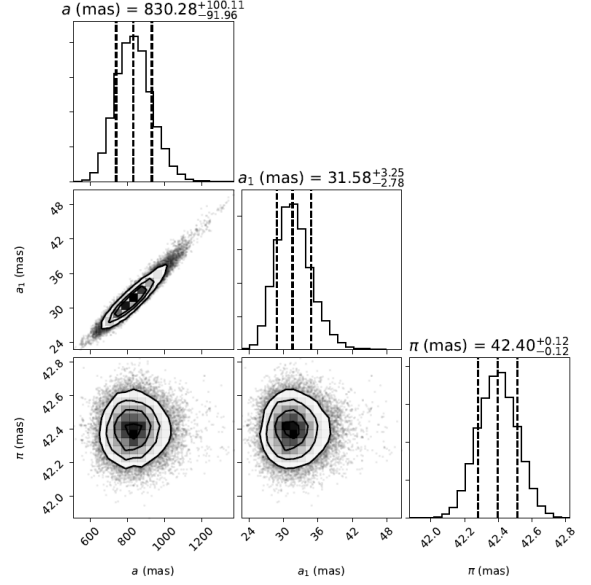 a (mas) = 830.28+100.11−91.96
a1 (mas) = 31.58+3.25−2.78
48
42
36
30
24
a1 (mas)
π (mas) = 42.40+0.12−0.12
42.8
42.6
42.4
42.2
42.0
π (mas)
600 800 1000 1200
24 30 36 42 48
42.0 42.2 42.4 42.6 42.8
a (mas) a1 (mas) π (mas)